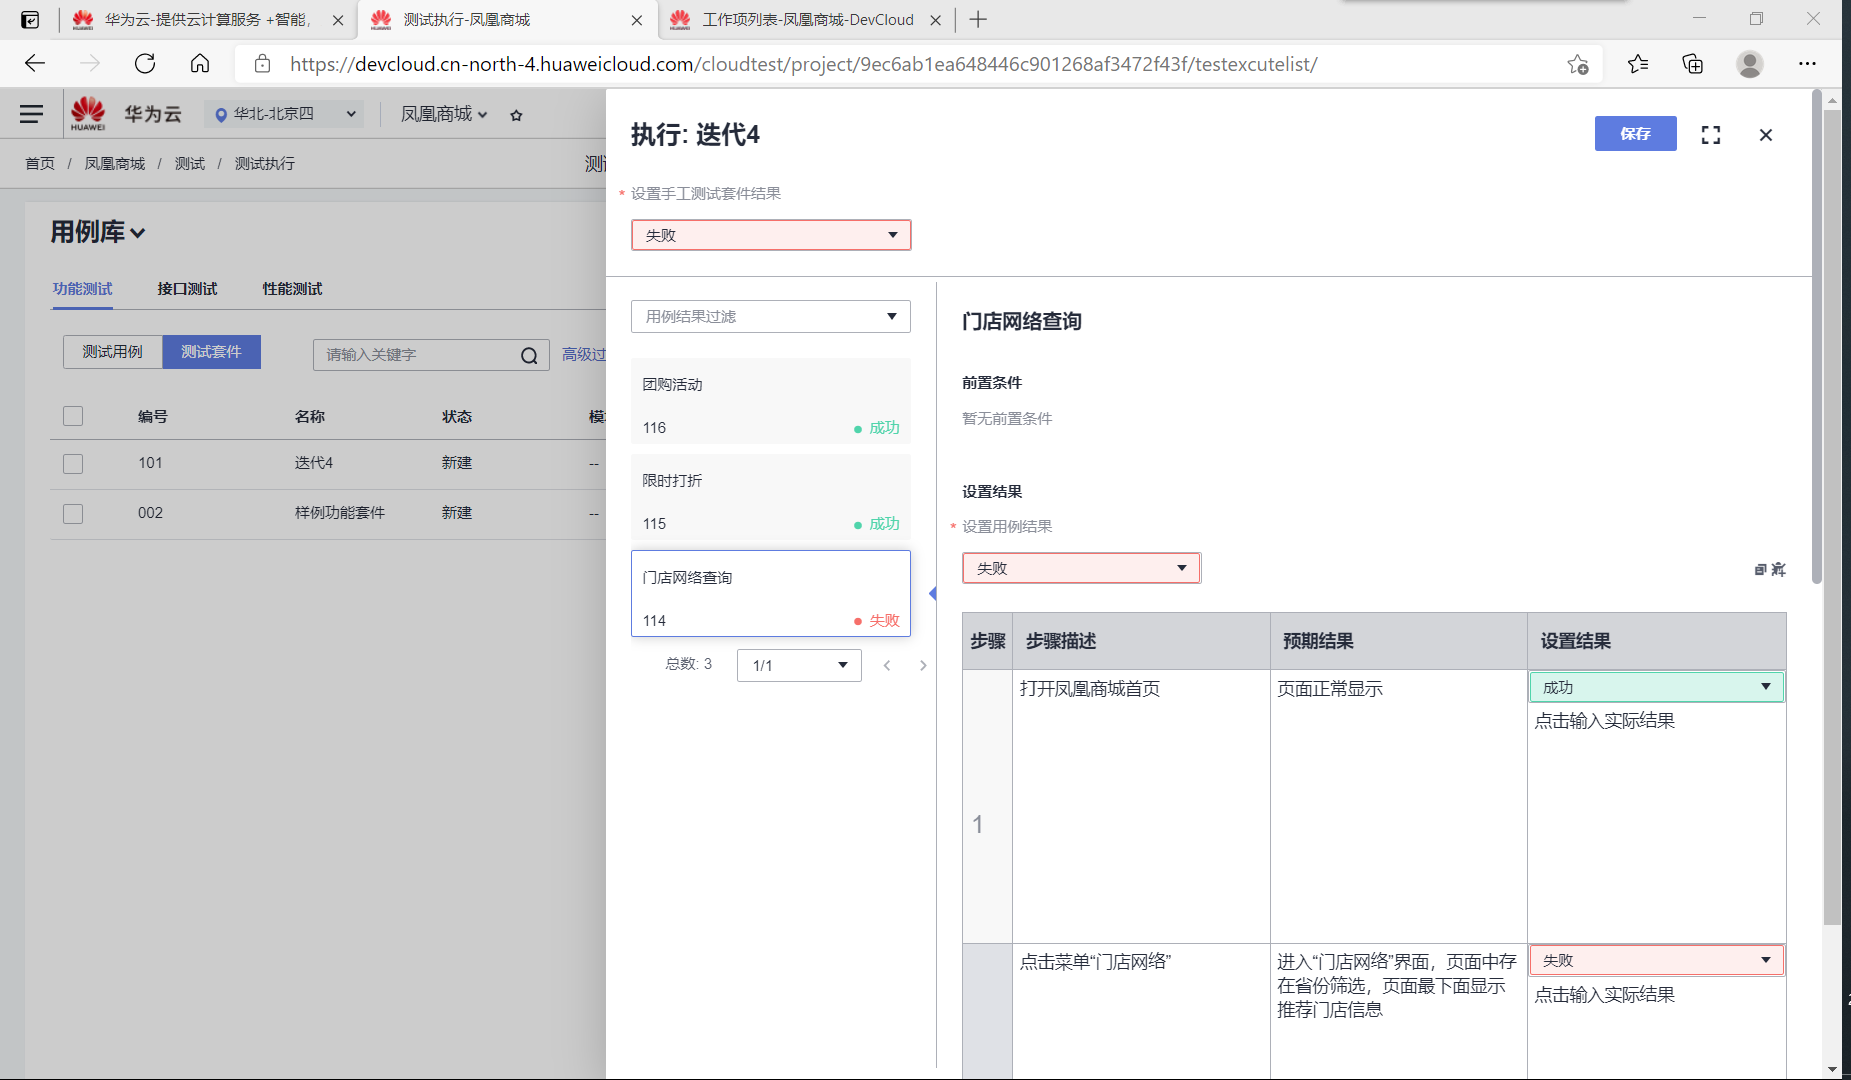 华为云-提供云计算服务 +智能,
测试执行-凤凰商城
工作项列表-凤凰商城-DevCloud
https://devcloud.cn-north-4.huaweicloud.com/cloudtest/project/9ec6ab1ea648446c901268af3472f43f/testexcutelist/
HUAWEI
华为云
华北-北京四
凤凰商城
首页 / 凤凰商城 / 测试 / 测试执行
用例库
功能测试
接口测试
性能测试
测试用例
测试套件
请输入关键字
高级过
编号 名称 状态
101 迭代4 新建 --
002 样例功能套件 新建 --
执行: 迭代4
保存
* 设置手工测试套件结果
失败
用例结果过滤
团购活动
116 成功
限时打折
115 成功
门店网络查询
114 失败
总数: 3
1/1
门店网络查询
前置条件
暂无前置条件
设置结果
* 设置用例结果
失败
步骤 步骤描述 预期结果 设置结果
1
打开凤凰商城首页
页面正常显示
成功
点击输入实际结果
点击菜单“门店网络”
进入“门店网络”界面，页面中存
在省份筛选，页面最下面显示
推荐门店信息
失败
点击输入实际结果